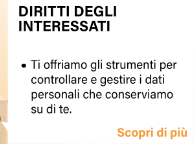 DIRITTI DEGLI
INTERESSATI
• Ti offriamo gli strumenti per
controllare e gestire i dati
personali che conserviamo
su di te.
Scopri di più